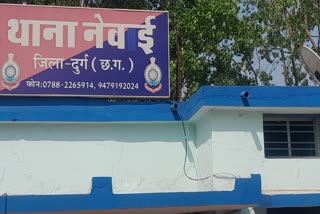 थाना नेवई
जिला-दुर्ग ( छ.ग. )
फोन:0788-2265914, 9479192024